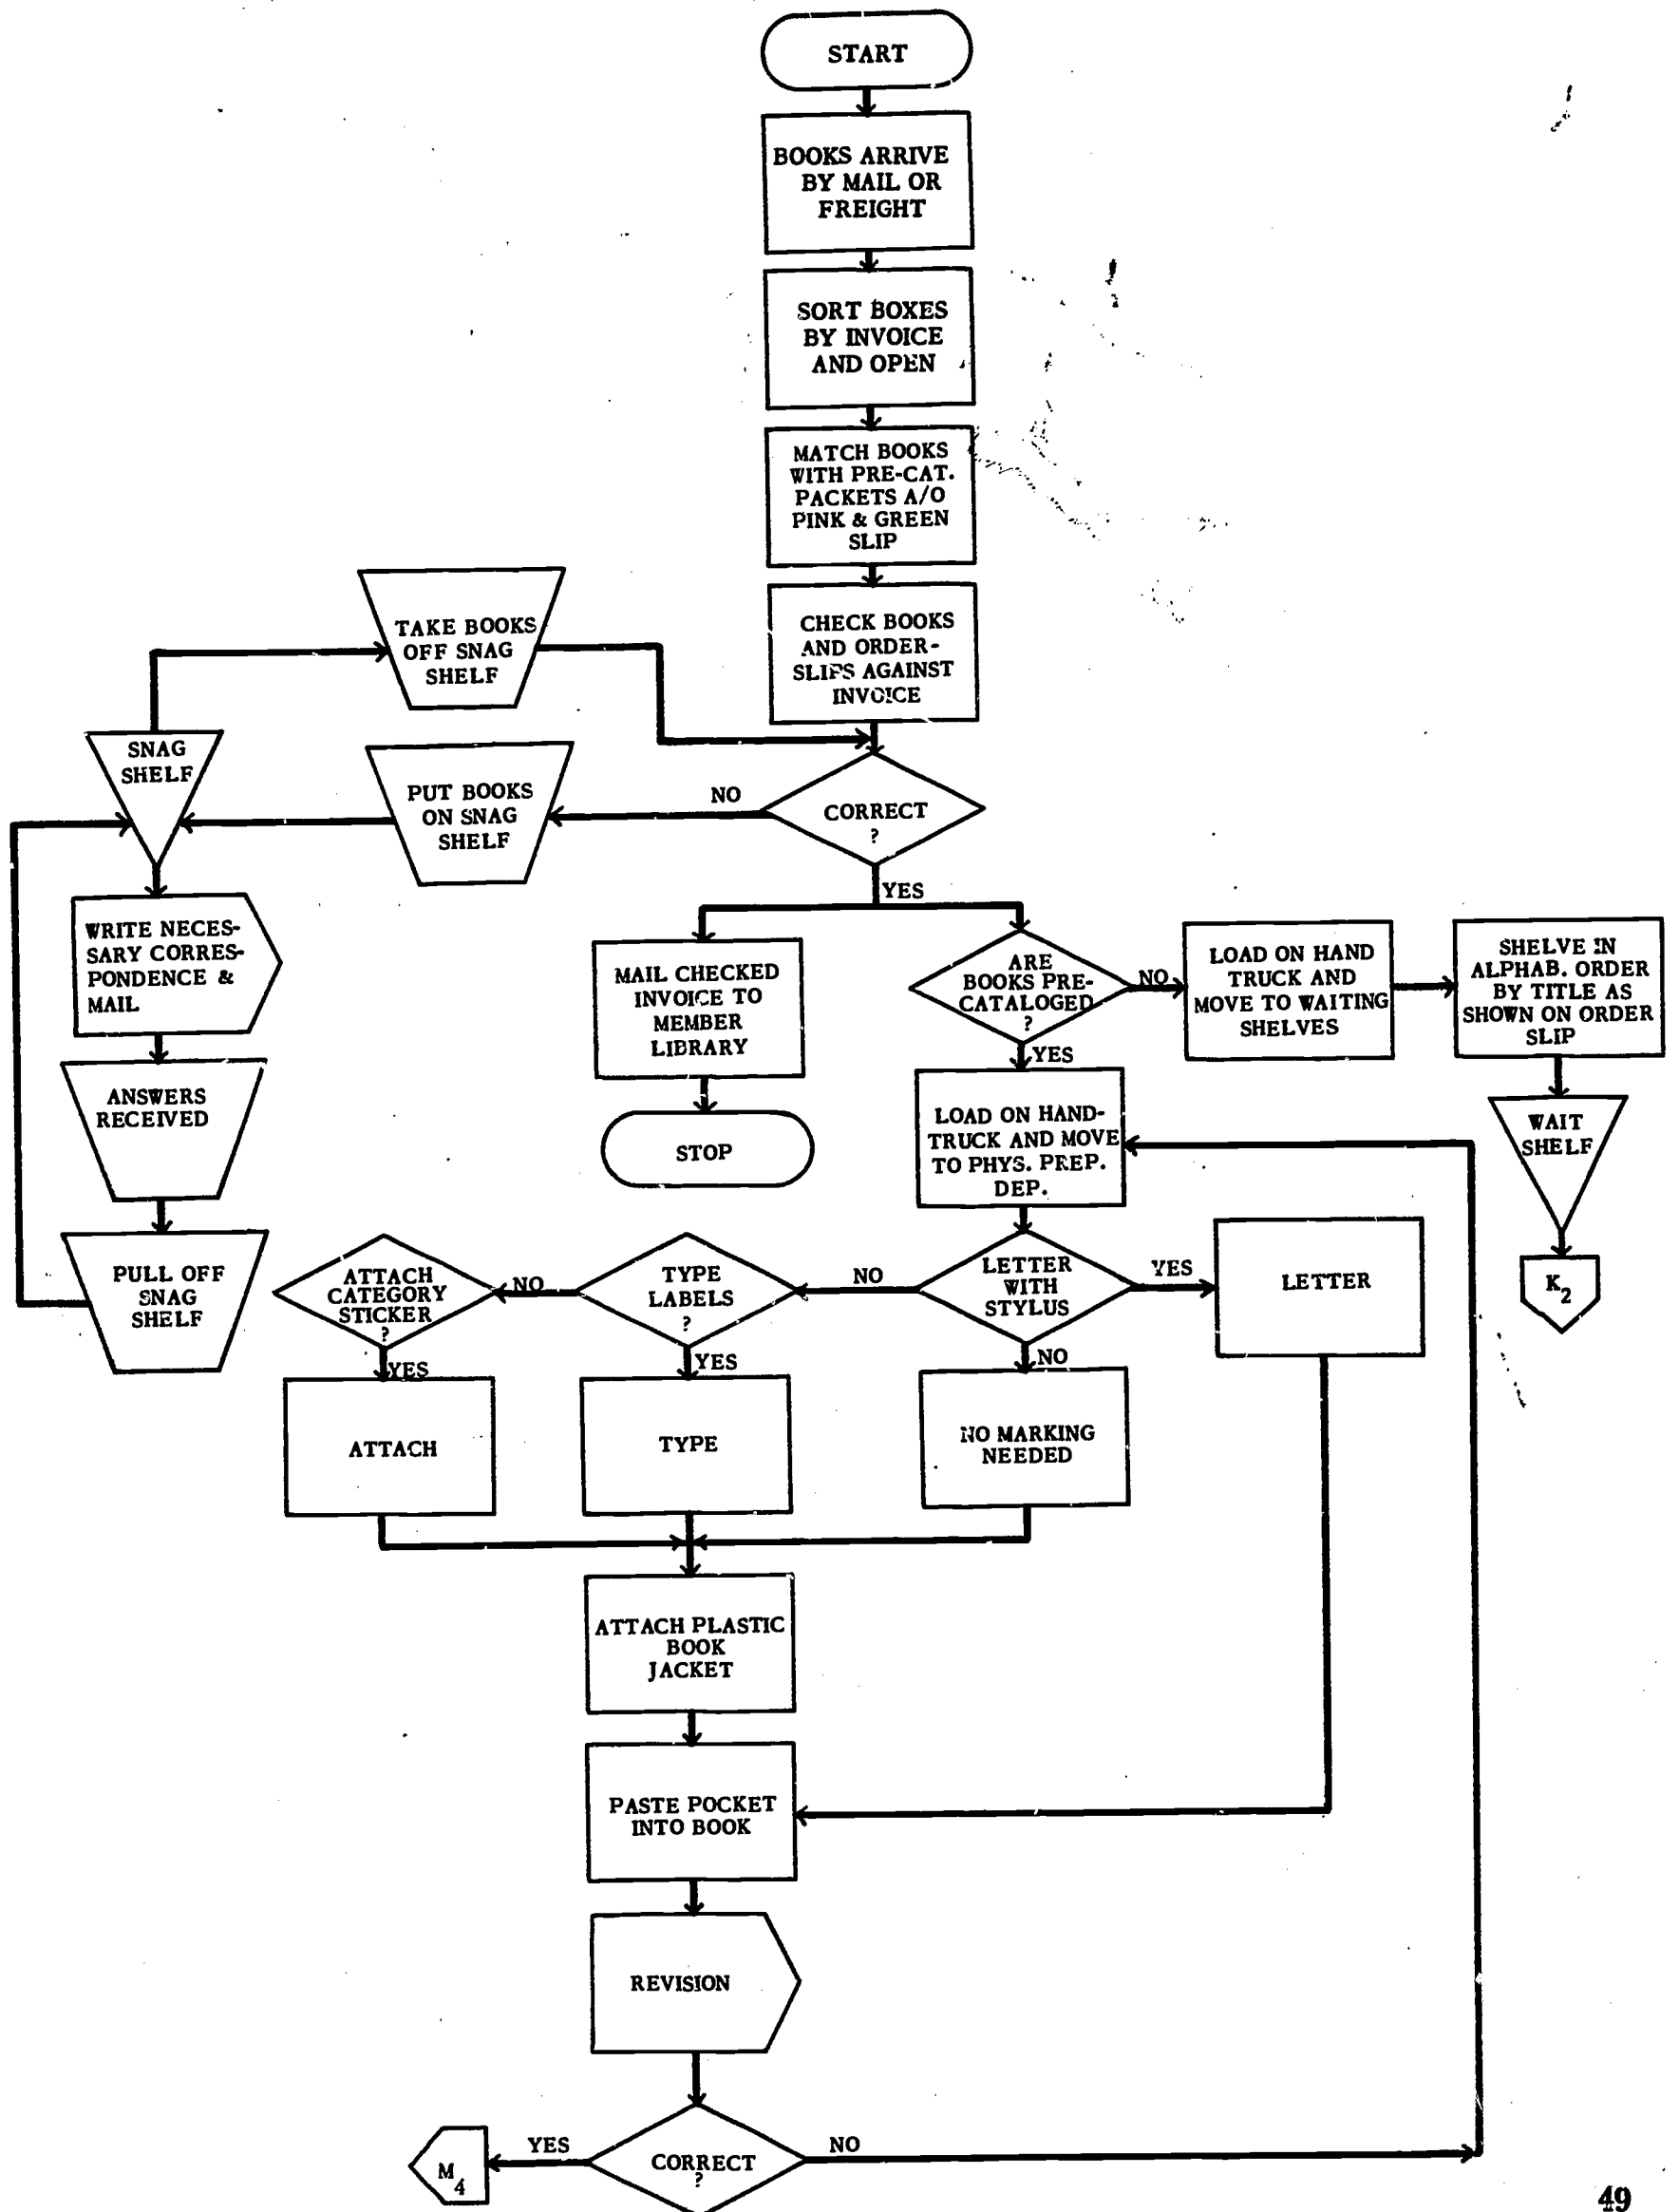 START
BOOKS ARRIVE
BY MAIL OR
FREIGHT
SORT BOXES
BY INVOICE
AND OPEN
MATCH BOOKS
WITH PRE-CAT.
PACKETS A/O
PINK & GREEN
SLIP
CHECK BOOKS
AND ORDER-
SLIPS AGAINST
INVOICE
TAKE BOOKS
OFF SNAG
SHELF
SNAG
SHELF
PUT BOOKS
ON SNAG
SHELF
NO
CORRECT
?
YES
WRITE NECES-
SARY CORRES-
PONDENCE &
MAIL
MAIL CHECKED
INVOICE TO
MEMBER
LIBRARY
ARE
BOOKS PRE-
CATALOGED
?
NO
LOAD ON HAND
TRUCK AND
MOVE TO WAITING
SHELVES
SHELVE IN
ALPHAB. ORDER
BY TITLE AS
SHOWN ON ORDER
SLIP
YES
ANSWERS
RECEIVED
STOP
LOAD ON HAND-
TRUCK AND MOVE
TO PHYS. PREP.
DEP.
WAIT
SHELF
PULL OFF
SNAG
SHELF
ATTACH
CATEGORY
STICKER
?
NO
TYPE
LABELS
?
NO
LETTER
WITH
STYLUS
YES
LETTER
K2
YES
YES
NO
ATTACH
TYPE
NO MARKING
NEEDED
ATTACH PLASTIC
BOOK
JACKET
PASTE POCKET
INTO BOOK
REVISION
M4
YES
CORRECT
?
NO
49